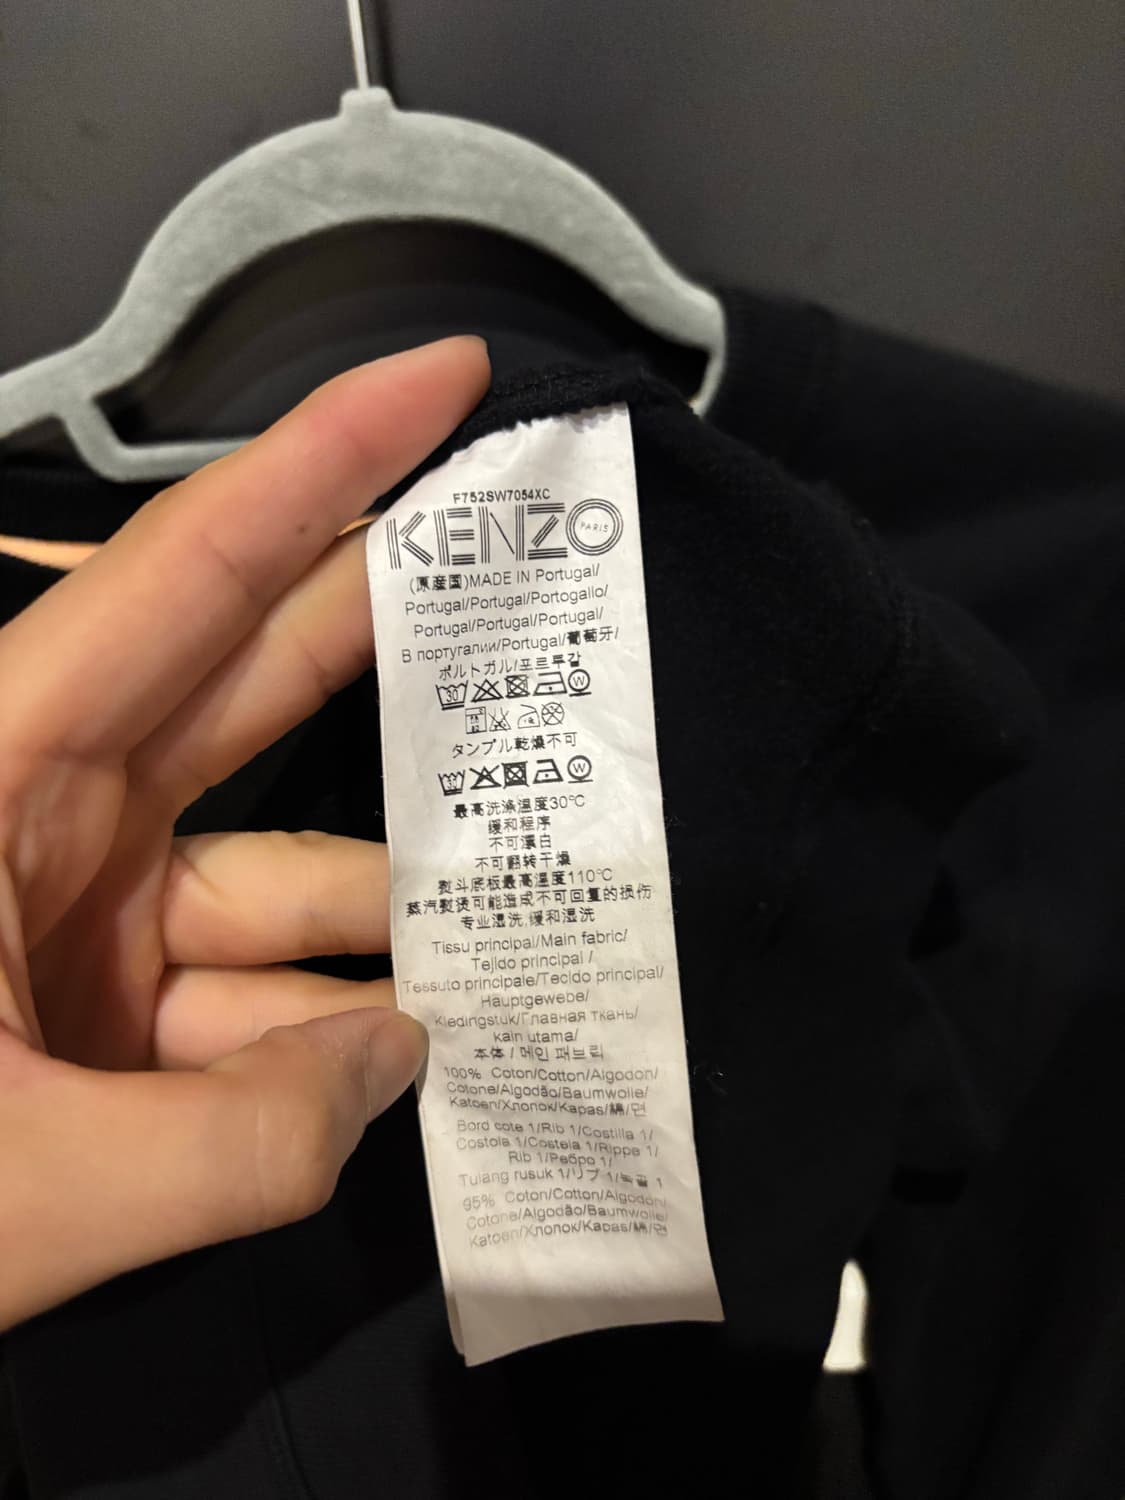 F752SW7054XC
KENZO PARIS
(原産国)MADE IN Portugal/
Portugal/Portugal/Portogallo/
Portugal/Portugal/Portugal/
В португалии/Portugal/葡萄牙/
ポルトガル/포르투갈
30 W
タンブル乾燥不可
30 W
最高洗涤温度30℃
缓和程序
不可漂白
不可翻转干燥
熨斗底板最高温度110℃
蒸汽熨烫可能造成不可回复的损伤
专业湿洗,缓和湿洗
Tissu principal/Main fabric/
Tejido principal /
Tessuto principale/Tecido principal/
Hauptgewebe/
Kledingstuk/Главная ткань/
kain utama/
本体 / 메인 패브릭
100% Coton/Cotton/Algodon/
Cotone/Algodão/Baumwolle/
Katoen/Хлопок/Kapas/綿/면
Bord cote 1/Rib 1/Costilla 1/
Costola 1/Costela 1/Rippe 1/
Rib 1/Ребро 1/
Tulang rusuk 1/リブ 1/늑골 1
95% Coton/Cotton/Algodon/
Cotone/Algodão/Baumwolle/
Katoen/Хлопок/Kapas/綿/면